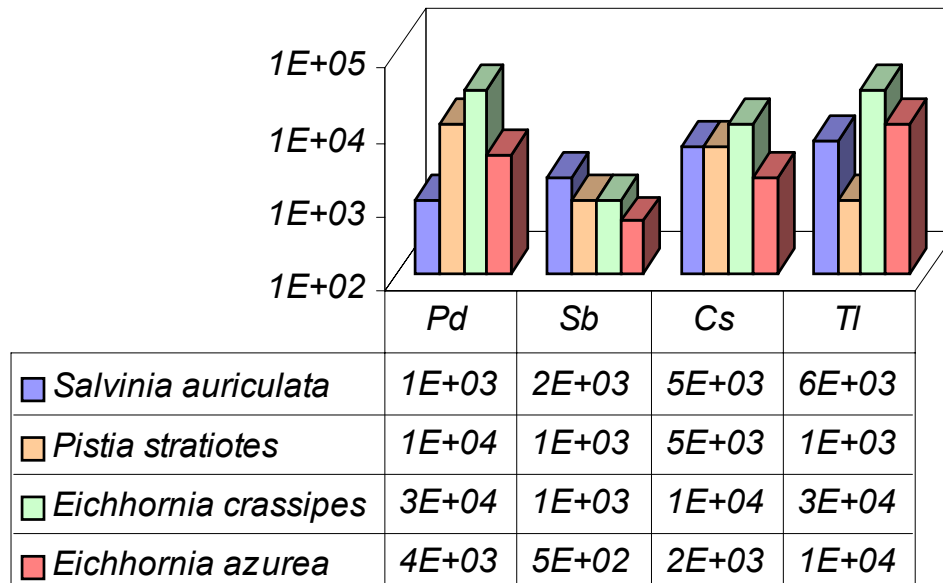 1E+05
1E+04
1E+03
1E+02
Pd Sb Cs Tl
Salvinia auriculata 1E+03 2E+03 5E+03 6E+03
Pistia stratiotes 1E+04 1E+03 5E+03 1E+03
Eichhornia crassipes 3E+04 1E+03 1E+04 3E+04
Eichhornia azurea 4E+03 5E+02 2E+03 1E+04